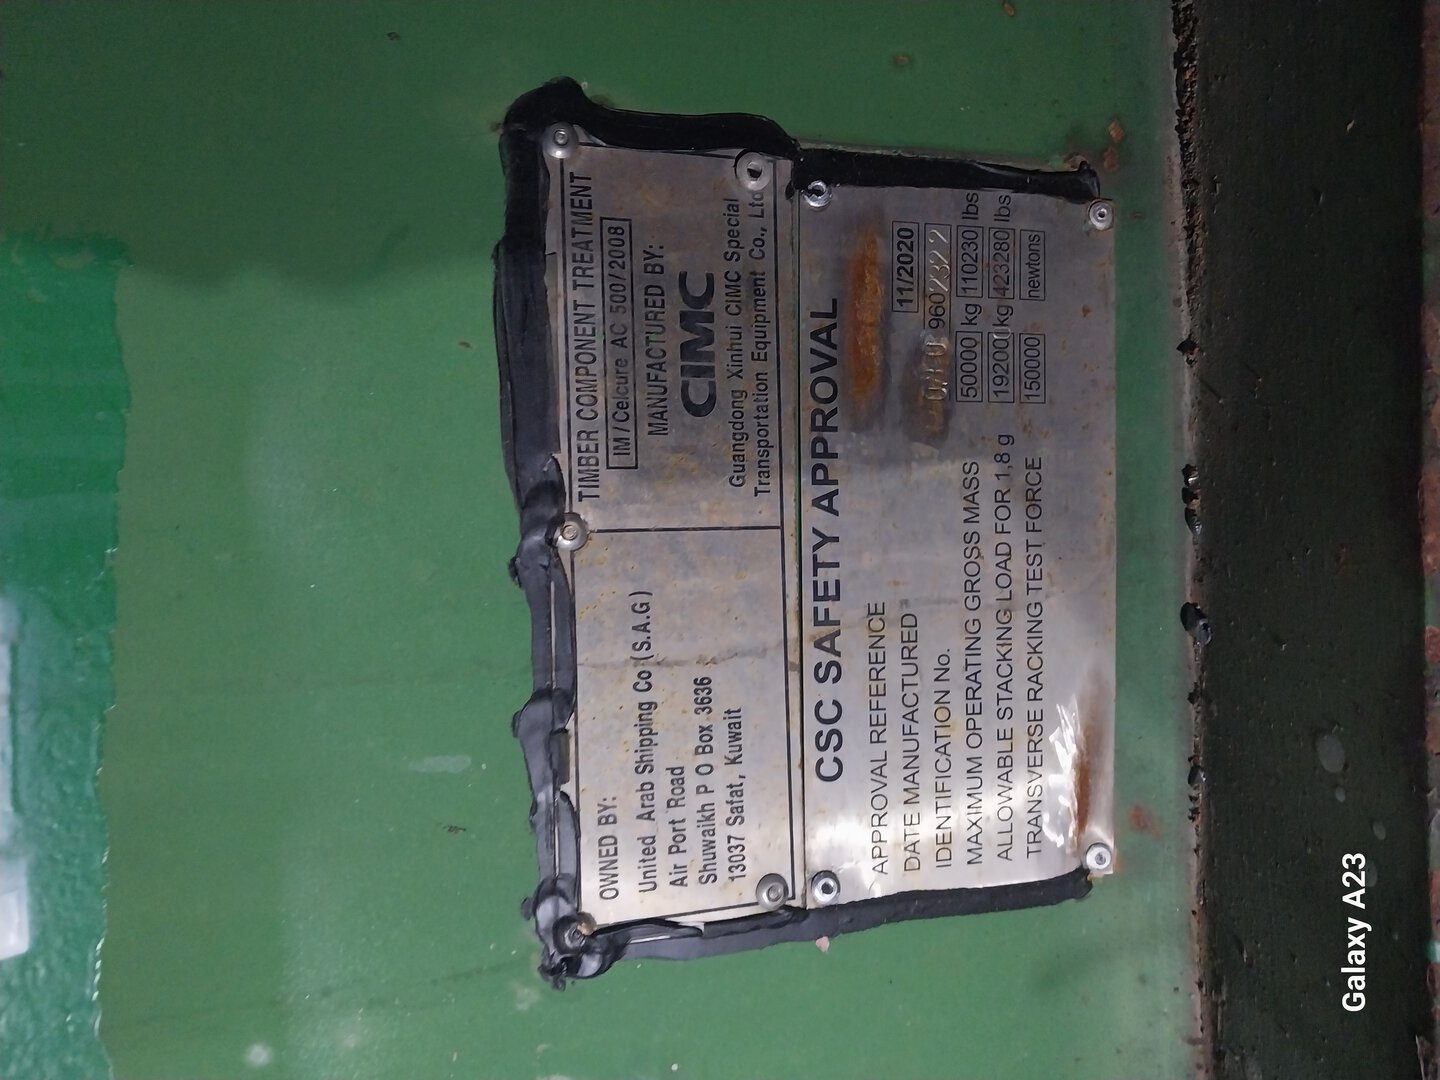 OWNED BY:
United Arab Shipping Co (S.A.G)
Air Port Road
Shuwaikh P O Box 3636
13037 Safat, Kuwait
TIMBER COMPONENT TREATMENT
IM / Celcure AC 500/2008
MANUFACTURED BY:
CIMC
Guangdong Xinhui CIMC Special
Transportation Equipment Co., Ltd
CSC SAFETY APPROVAL
APPROVAL REFERENCE
DATE MANUFACTURED 11/2020
IDENTIFICATION No.
MAXIMUM OPERATING GROSS MASS 50000 kg 110230 lbs
ALLOWABLE STACKING LOAD FOR 1,8 g 192000 kg 423280 lbs
TRANSVERSE RACKING TEST FORCE 150000 newtons
Galaxy A23